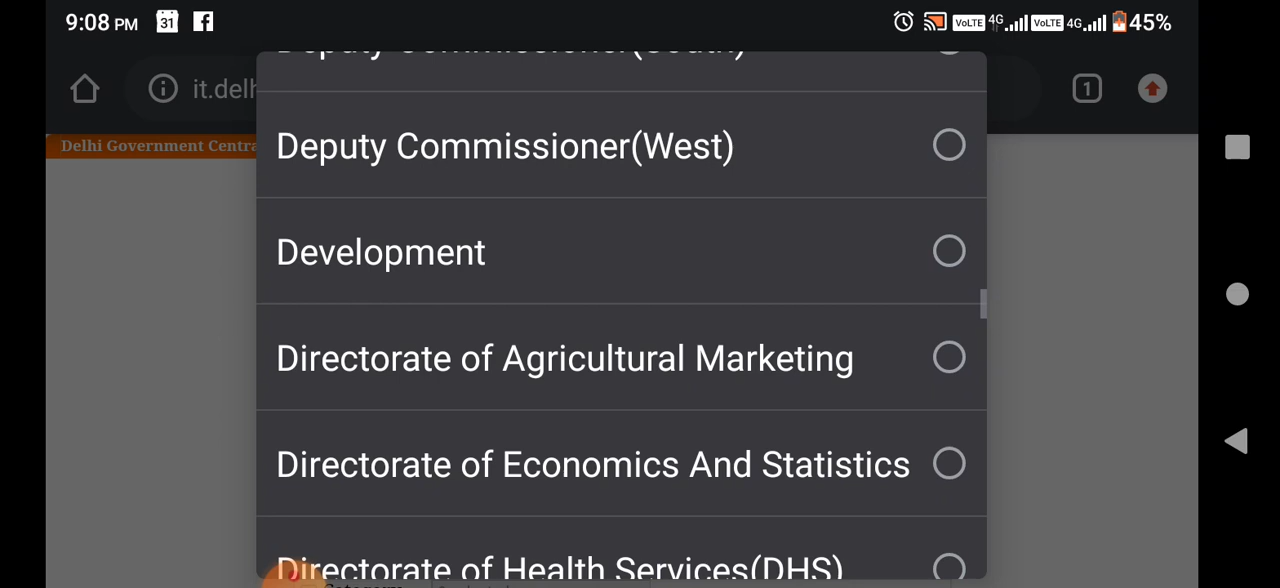 9:08 PM 31 VoLTE 4G VoLTE 4G 45%
Deputy Commissioner(South)
it.delh 1
Deputy Commissioner(West)
Delhi Government Centra
Development
Directorate of Agricultural Marketing
Directorate of Economics And Statistics
Directorate of Health Services(DHS)